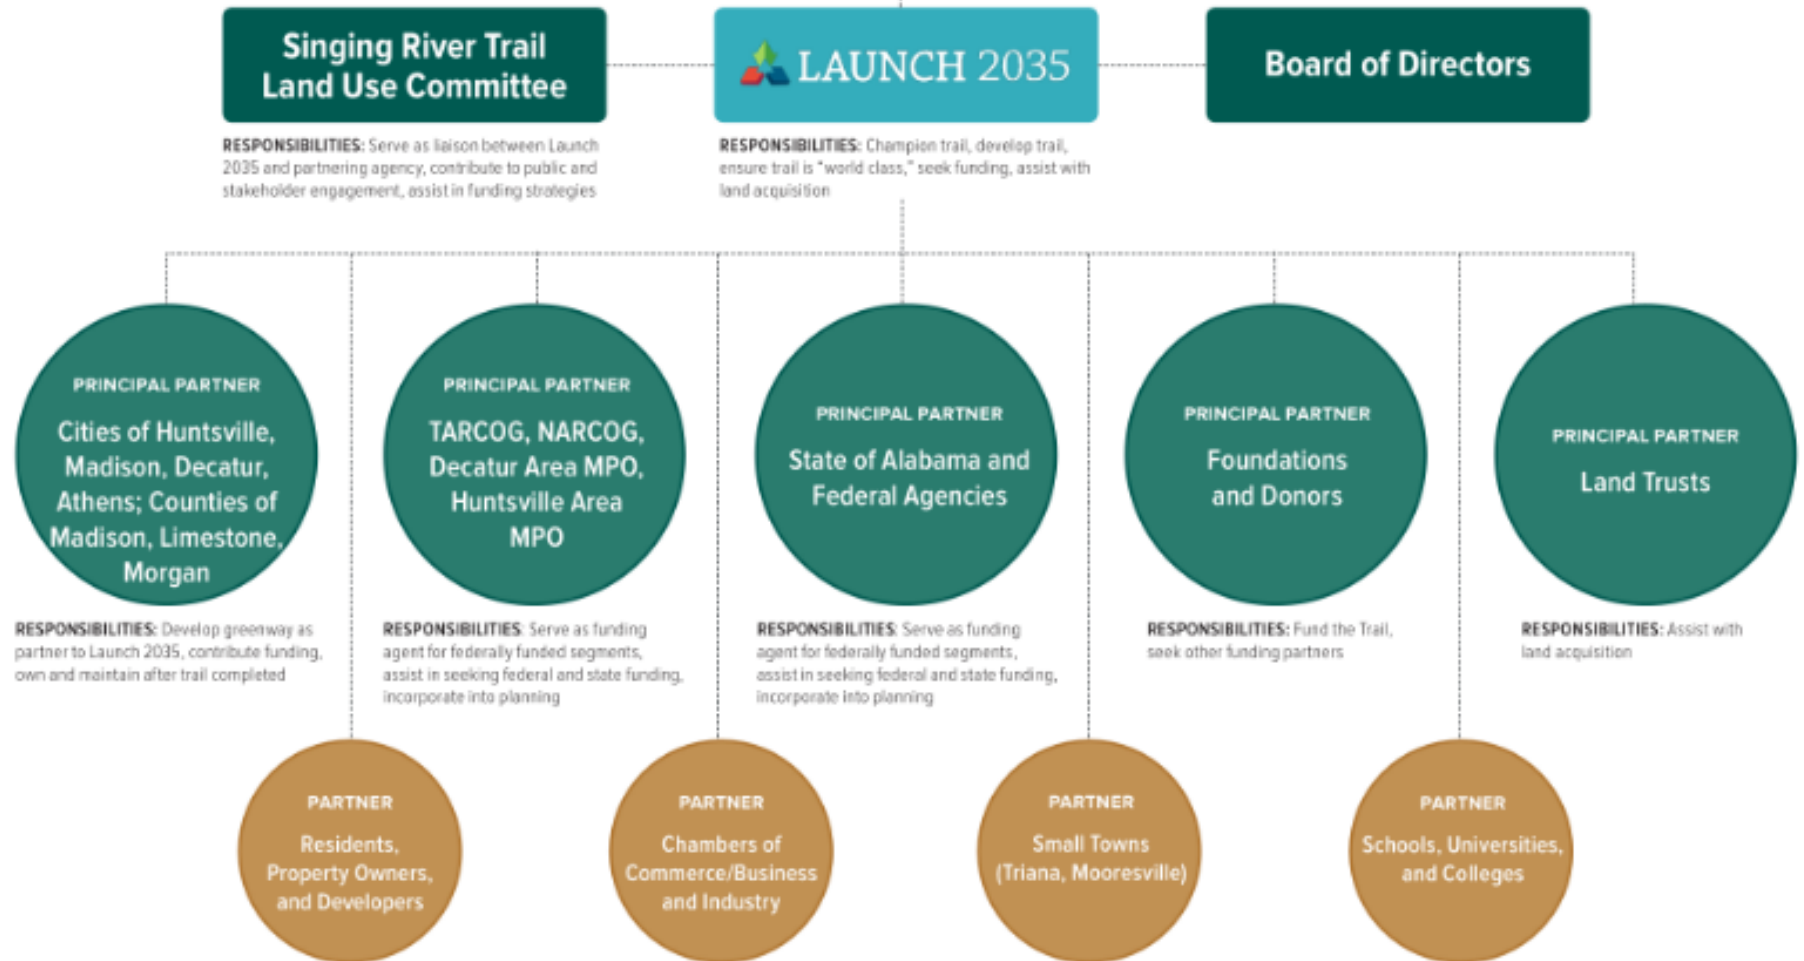 Singing River Trail
Land Use Committee
LAUNCH 2035
Board of Directors
RESPONSIBILITIES: Serve as liaison between Launch
2035 and partnering agency, contribute to public and
stakeholder engagement, assist in funding strategies
RESPONSIBILITIES: Champion trail, develop trail,
ensure trail is "world class," seek funding, assist with
land acquisition
PRINCIPAL PARTNER
Cities of Huntsville,
Madison, Decatur,
Athens; Counties of
Madison, Limestone,
Morgan
PRINCIPAL PARTNER
TARCOG, NARCOG,
Decatur Area MPO,
Huntsville Area
MPO
PRINCIPAL PARTNER
State of Alabama and
Federal Agencies
PRINCIPAL PARTNER
Foundations
and Donors
PRINCIPAL PARTNER
Land Trusts
RESPONSIBILITIES: Develop greenway as
partner to Launch 2035, contribute funding,
own and maintain after trail completed
RESPONSIBILITIES: Serve as funding
agent for federally funded segments,
assist in seeking federal and state funding,
incorporate into planning
RESPONSIBILITIES: Serve as funding
agent for federally funded segments,
assist in seeking federal and state funding,
incorporate into planning
RESPONSIBILITIES: Fund the Trail,
seek other funding partners
RESPONSIBILITIES: Assist with
land acquisition
PARTNER
Residents,
Property Owners,
and Developers
PARTNER
Chambers of
Commerce/Business
and Industry
PARTNER
Small Towns
(Triana, Mooresville)
PARTNER
Schools, Universities,
and Colleges